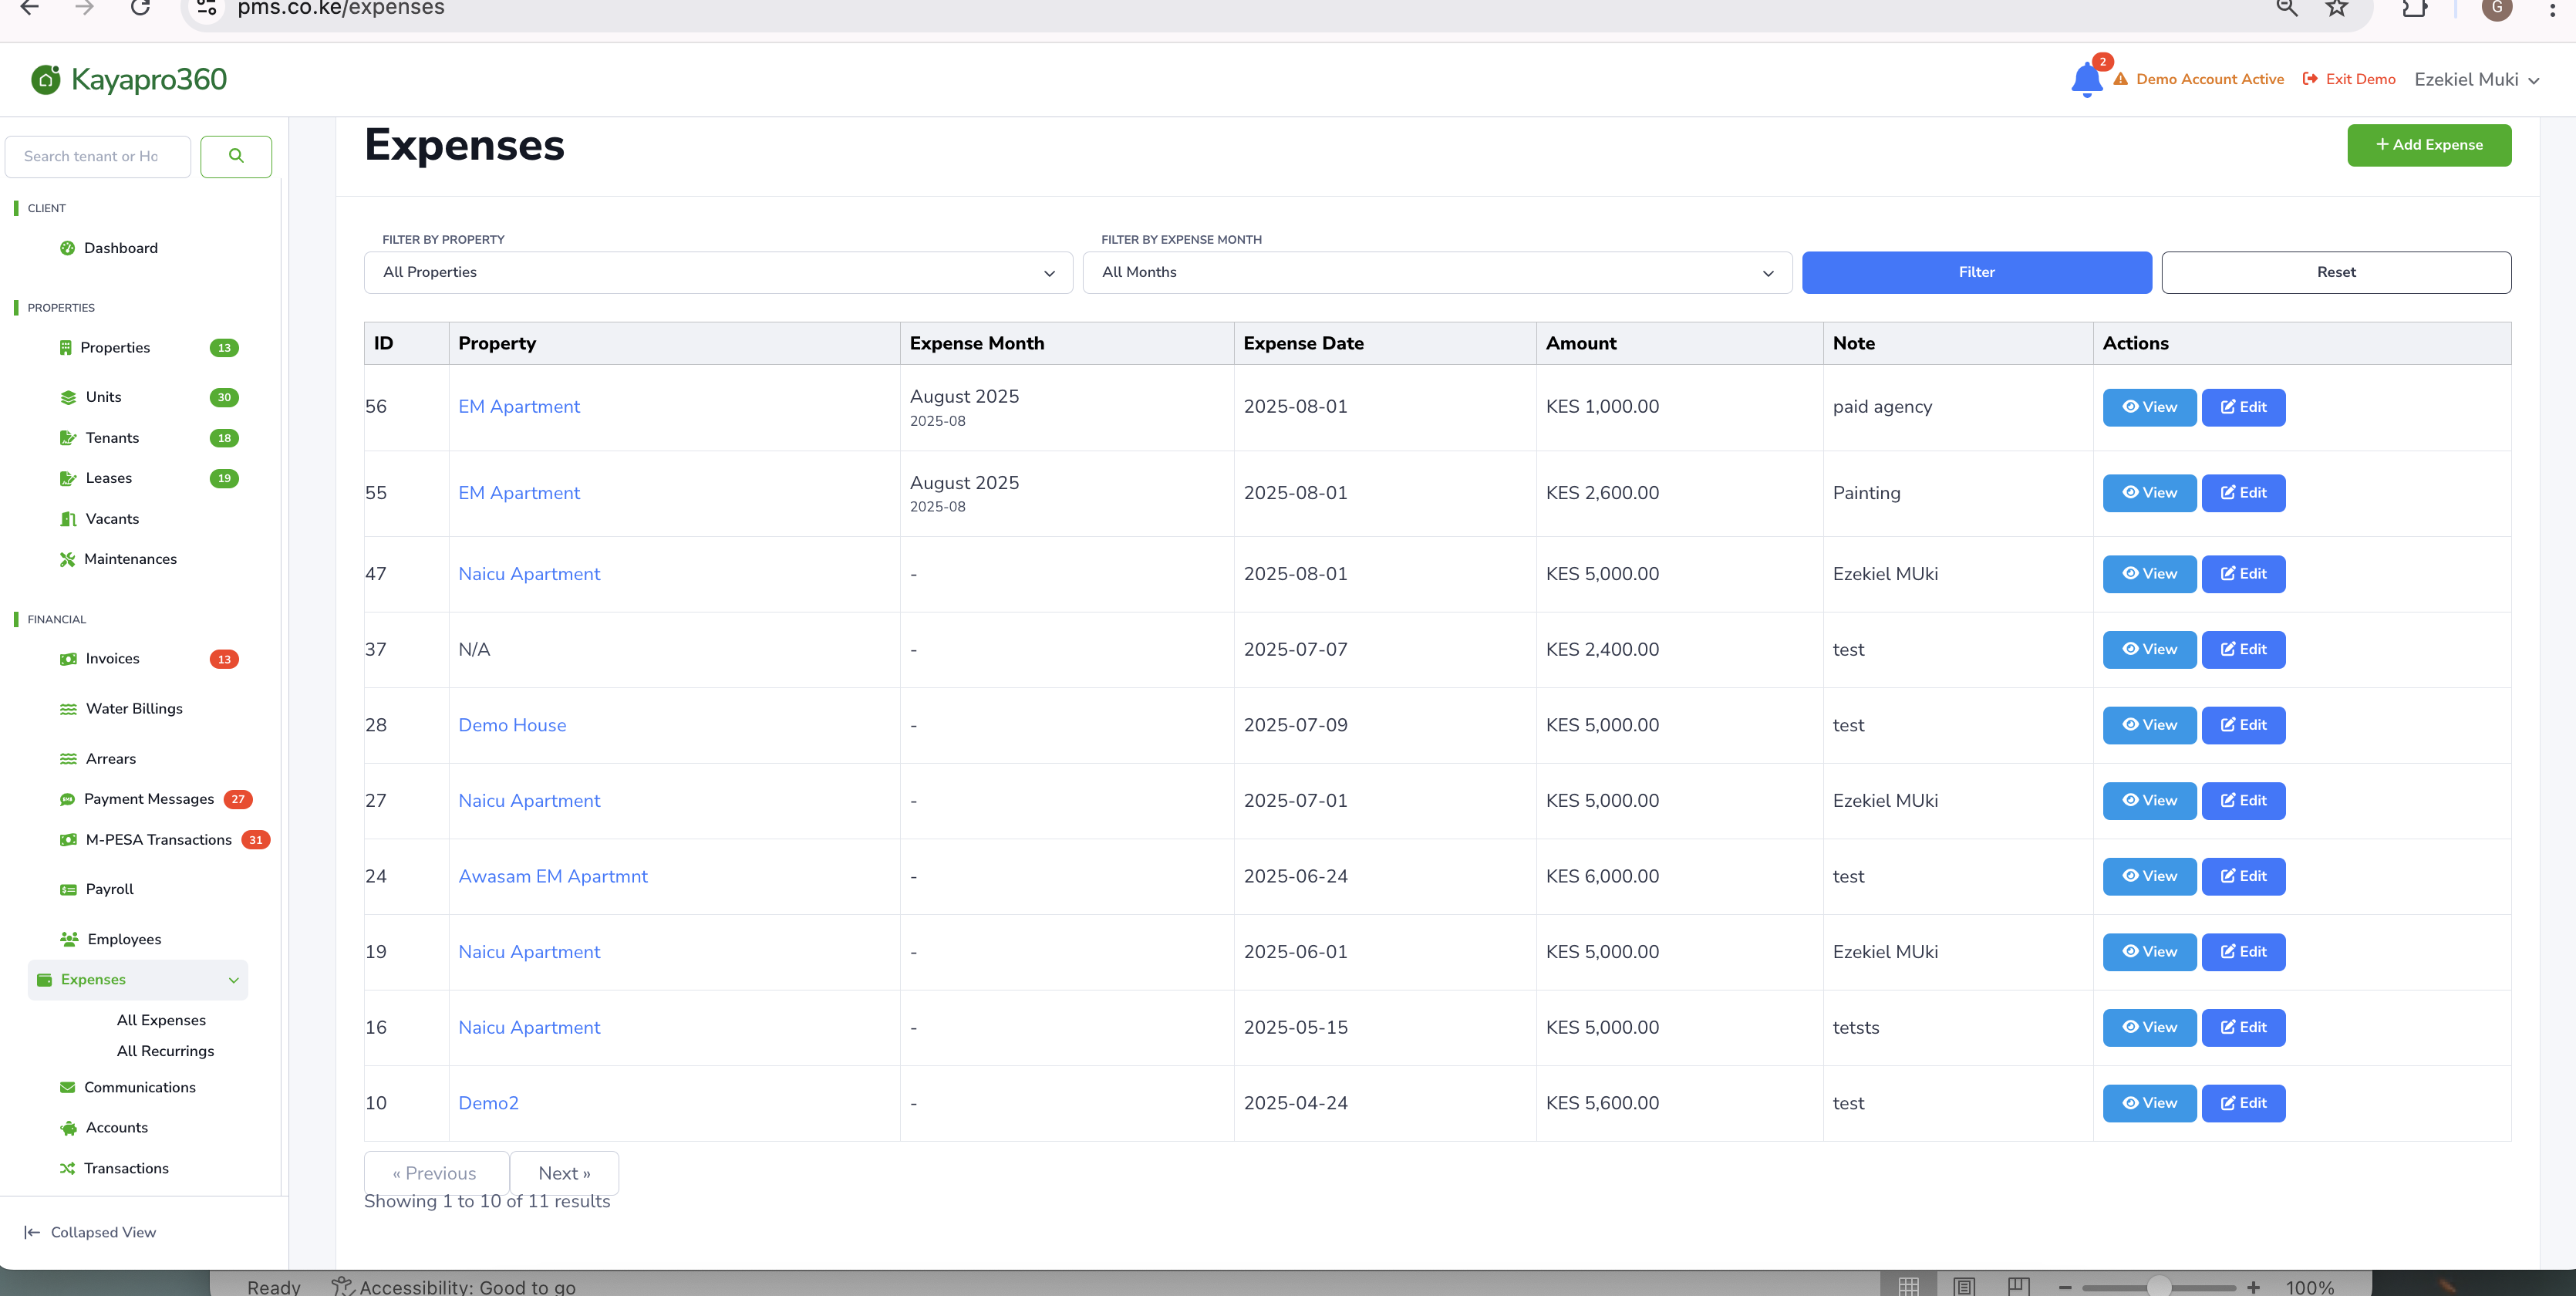 pms.co.ke/expenses
G
Kayapro360
2
Demo Account Active
Exit Demo
Ezekiel Muki
Search tenant or Ho
CLIENT
Dashboard
PROPERTIES
Properties 13
Units 30
Tenants 18
Leases 19
Vacants
Maintenances
FINANCIAL
Invoices 13
Water Billings
Arrears
Payment Messages 27
M-PESA Transactions 31
Payroll
Employees
Expenses
All Expenses
All Recurrings
Communications
Accounts
Transactions
Collapsed View
Expenses
+ Add Expense
FILTER BY PROPERTY
All Properties
FILTER BY EXPENSE MONTH
All Months
Filter
Reset
ID Property Expense Month Expense Date Amount Note Actions
56 EM Apartment August 2025 2025-08-01 KES 1,000.00 paid agency View Edit
2025-08
55 EM Apartment August 2025 2025-08-01 KES 2,600.00 Painting View Edit
2025-08
47 Naicu Apartment - 2025-08-01 KES 5,000.00 Ezekiel MUki View Edit
37 N/A - 2025-07-07 KES 2,400.00 test View Edit
28 Demo House - 2025-07-09 KES 5,000.00 test View Edit
27 Naicu Apartment - 2025-07-01 KES 5,000.00 Ezekiel MUki View Edit
24 Awasam EM Apartmnt - 2025-06-24 KES 6,000.00 test View Edit
19 Naicu Apartment - 2025-06-01 KES 5,000.00 Ezekiel MUki View Edit
16 Naicu Apartment - 2025-05-15 KES 5,000.00 tetsts View Edit
10 Demo2 - 2025-04-24 KES 5,600.00 test View Edit
« Previous Next »
Showing 1 to 10 of 11 results
Ready Accessibility: Good to go 100%